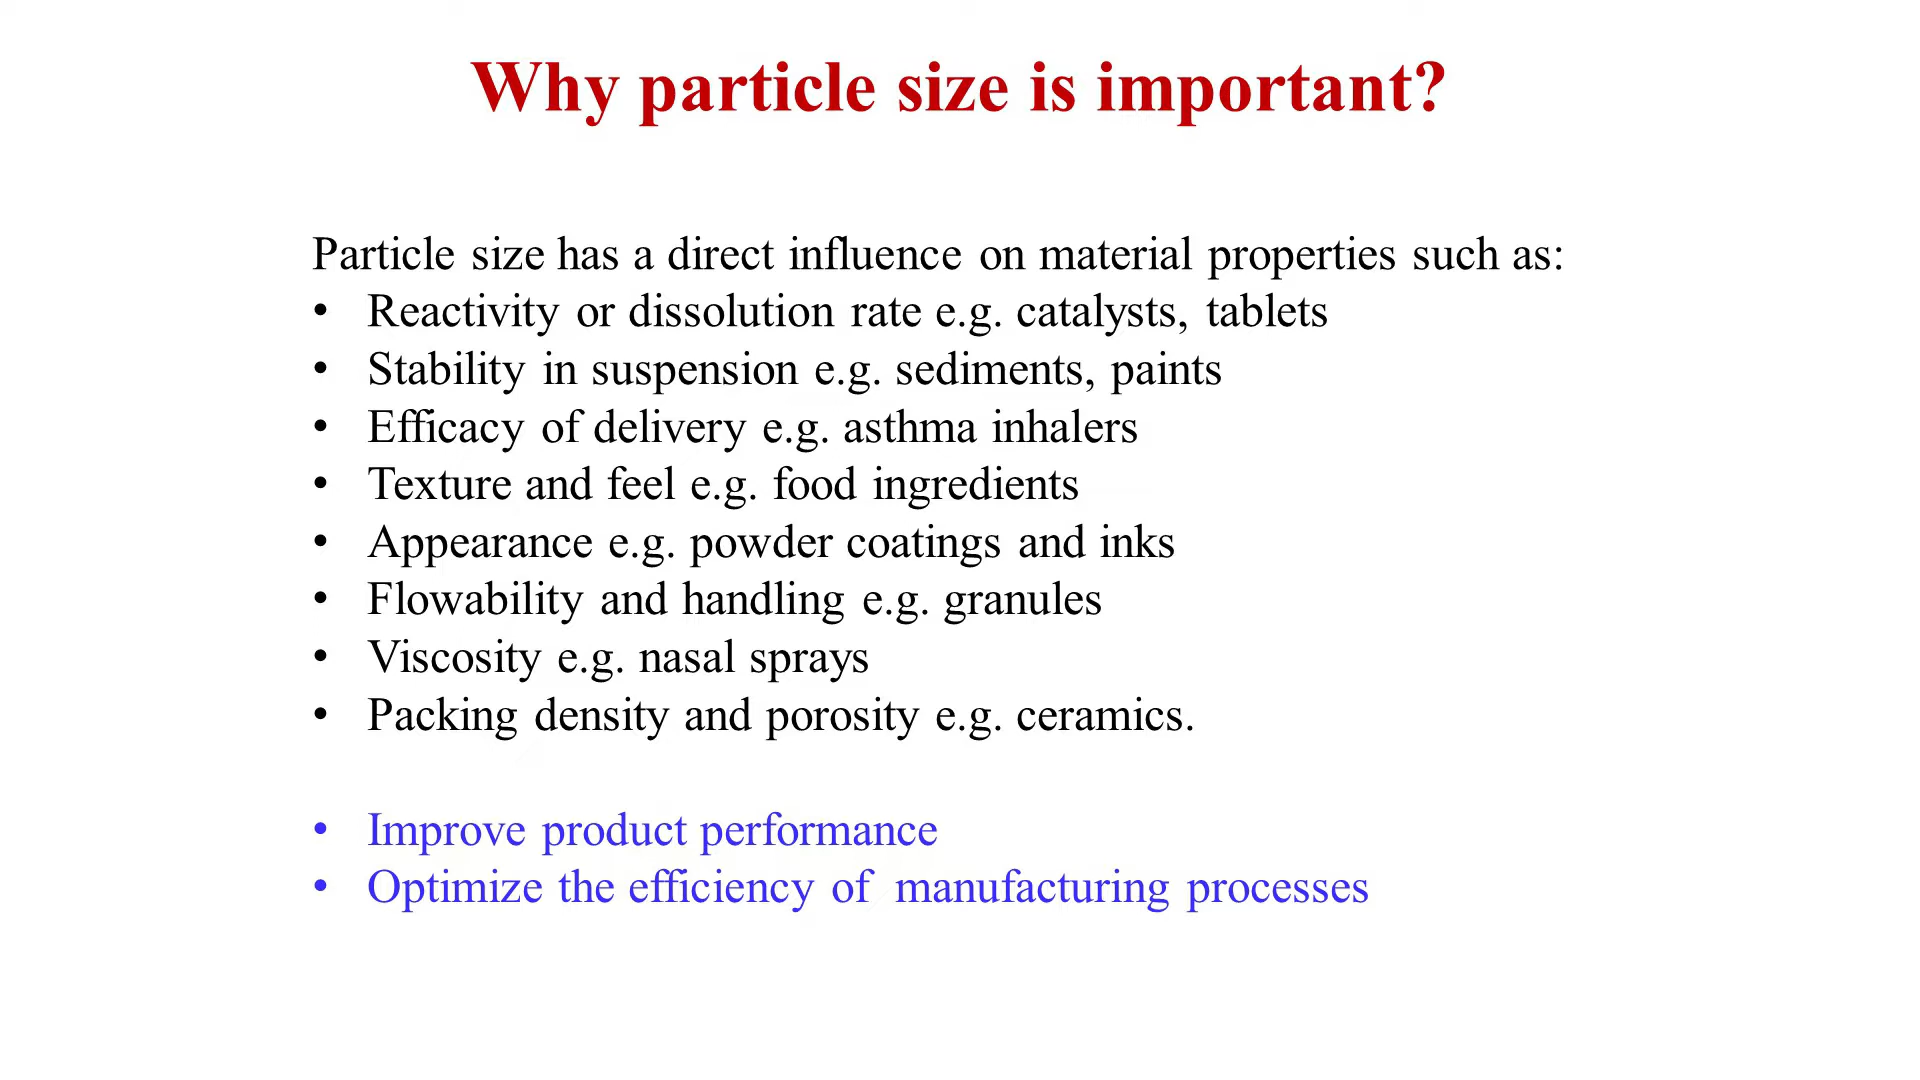 Why particle size is important?
Particle size has a direct influence on material properties such as:
• Reactivity or dissolution rate e.g. catalysts, tablets
• Stability in suspension e.g. sediments, paints
• Efficacy of delivery e.g. asthma inhalers
• Texture and feel e.g. food ingredients
• Appearance e.g. powder coatings and inks
• Flowability and handling e.g. granules
• Viscosity e.g. nasal sprays
• Packing density and porosity e.g. ceramics.
• Improve product performance
• Optimize the efficiency of  manufacturing processes